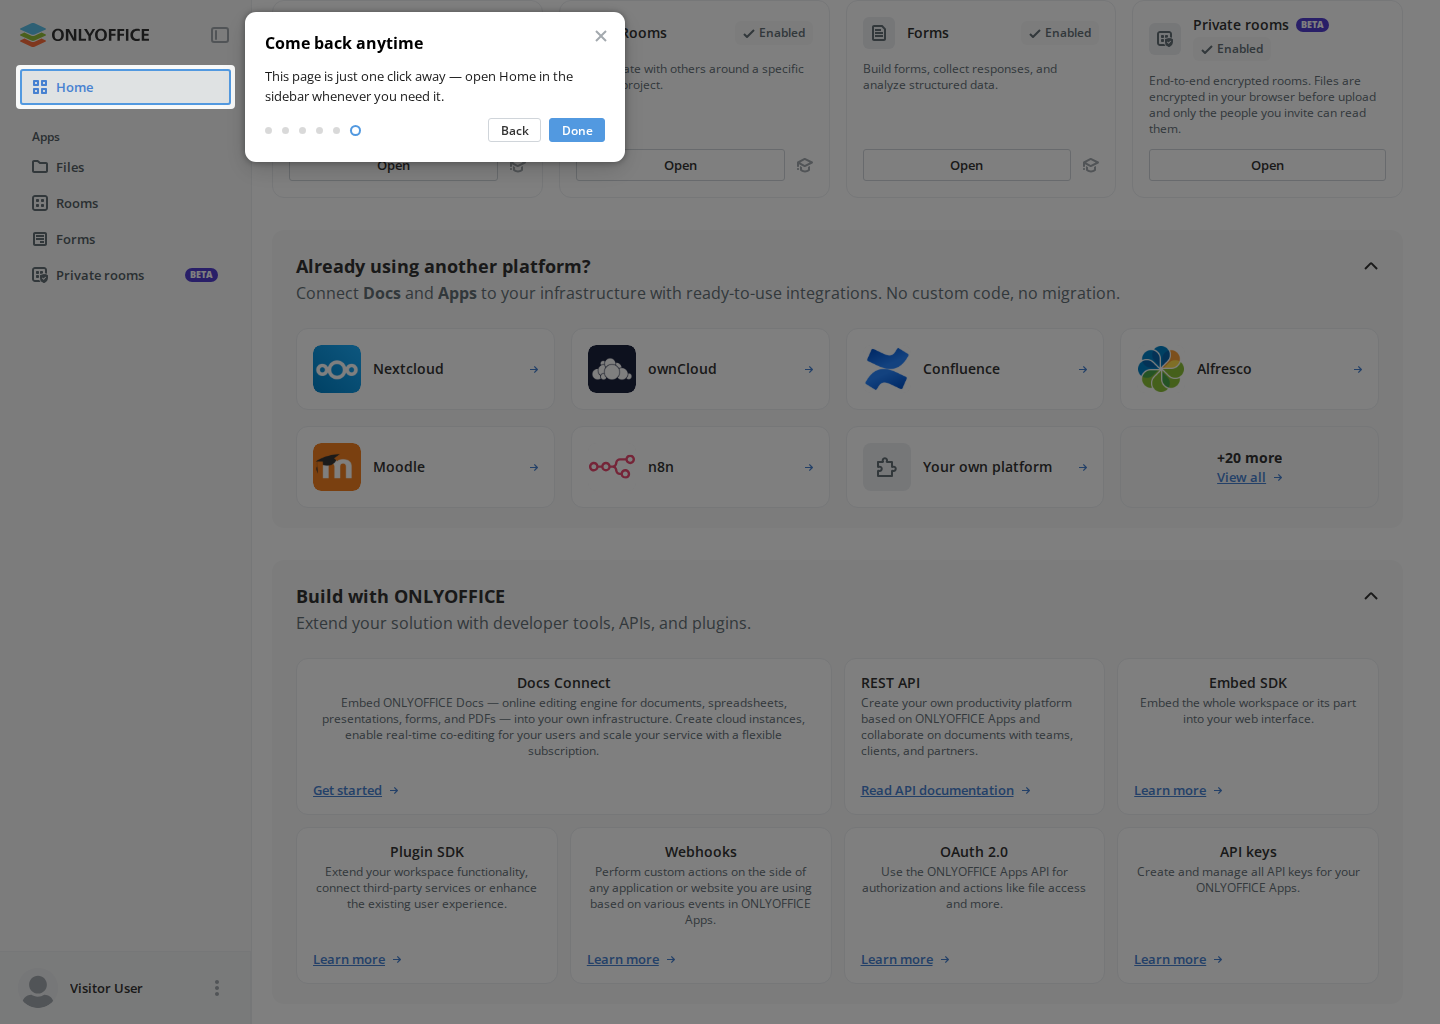 ONLYOFFICE
Home
Apps
Files
Rooms
Forms
Private rooms
BETA
Visitor User
Come back anytime
This page is just one click away — open Home in the
sidebar whenever you need it.
Back
Done
Open
Rooms
Enabled
ate with others around a specific
roject.
Open
Forms
Enabled
Build forms, collect responses, and
analyze structured data.
Open
Private rooms
BETA
Enabled
End-to-end encrypted rooms. Files are
encrypted in your browser before upload
and only the people you invite can read
them.
Open
Already using another platform?
Connect Docs and Apps to your infrastructure with ready-to-use integrations. No custom code, no migration.
Nextcloud
ownCloud
Confluence
Alfresco
Moodle
n8n
Your own platform
+20 more
View all
Build with ONLYOFFICE
Extend your solution with developer tools, APIs, and plugins.
Docs Connect
Embed ONLYOFFICE Docs — online editing engine for documents, spreadsheets,
presentations, forms, and PDFs — into your own infrastructure. Create cloud instances,
enable real-time co-editing for your users and scale your service with a flexible
subscription.
Get started
REST API
Create your own productivity platform
based on ONLYOFFICE Apps and
collaborate on documents with teams,
clients, and partners.
Read API documentation
Embed SDK
Embed the whole workspace or its part
into your web interface.
Learn more
Plugin SDK
Extend your workspace functionality,
connect third-party services or enhance
the existing user experience.
Learn more
Webhooks
Perform custom actions on the side of
any application or website you are using
based on various events in ONLYOFFICE
Apps.
Learn more
OAuth 2.0
Use the ONLYOFFICE Apps API for
authorization and actions like file access
and more.
Learn more
API keys
Create and manage all API keys for your
ONLYOFFICE Apps.
Learn more